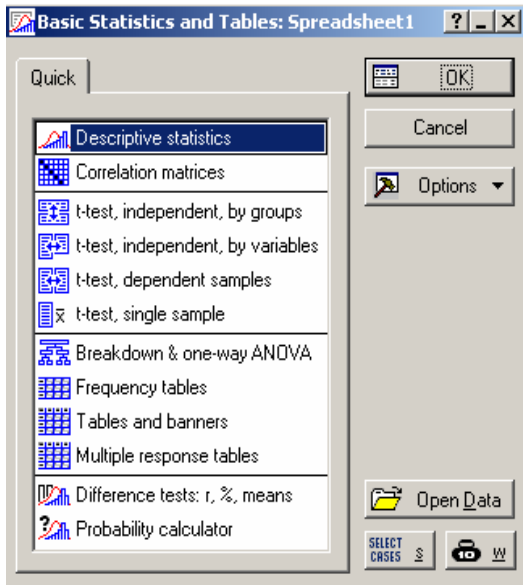 Basic Statistics and Tables: Spreadsheet1
Quick
OK
Descriptive statistics
Cancel
Correlation matrices
Options
t-test, independent, by groups
t-test, independent, by variables
t-test, dependent samples
x t-test, single sample
Breakdown & one-way ANOVA
Frequency tables
Tables and banners
Multiple response tables
Difference tests: r, %, means
Open Data
Probability calculator
SELECT
CASES S
W